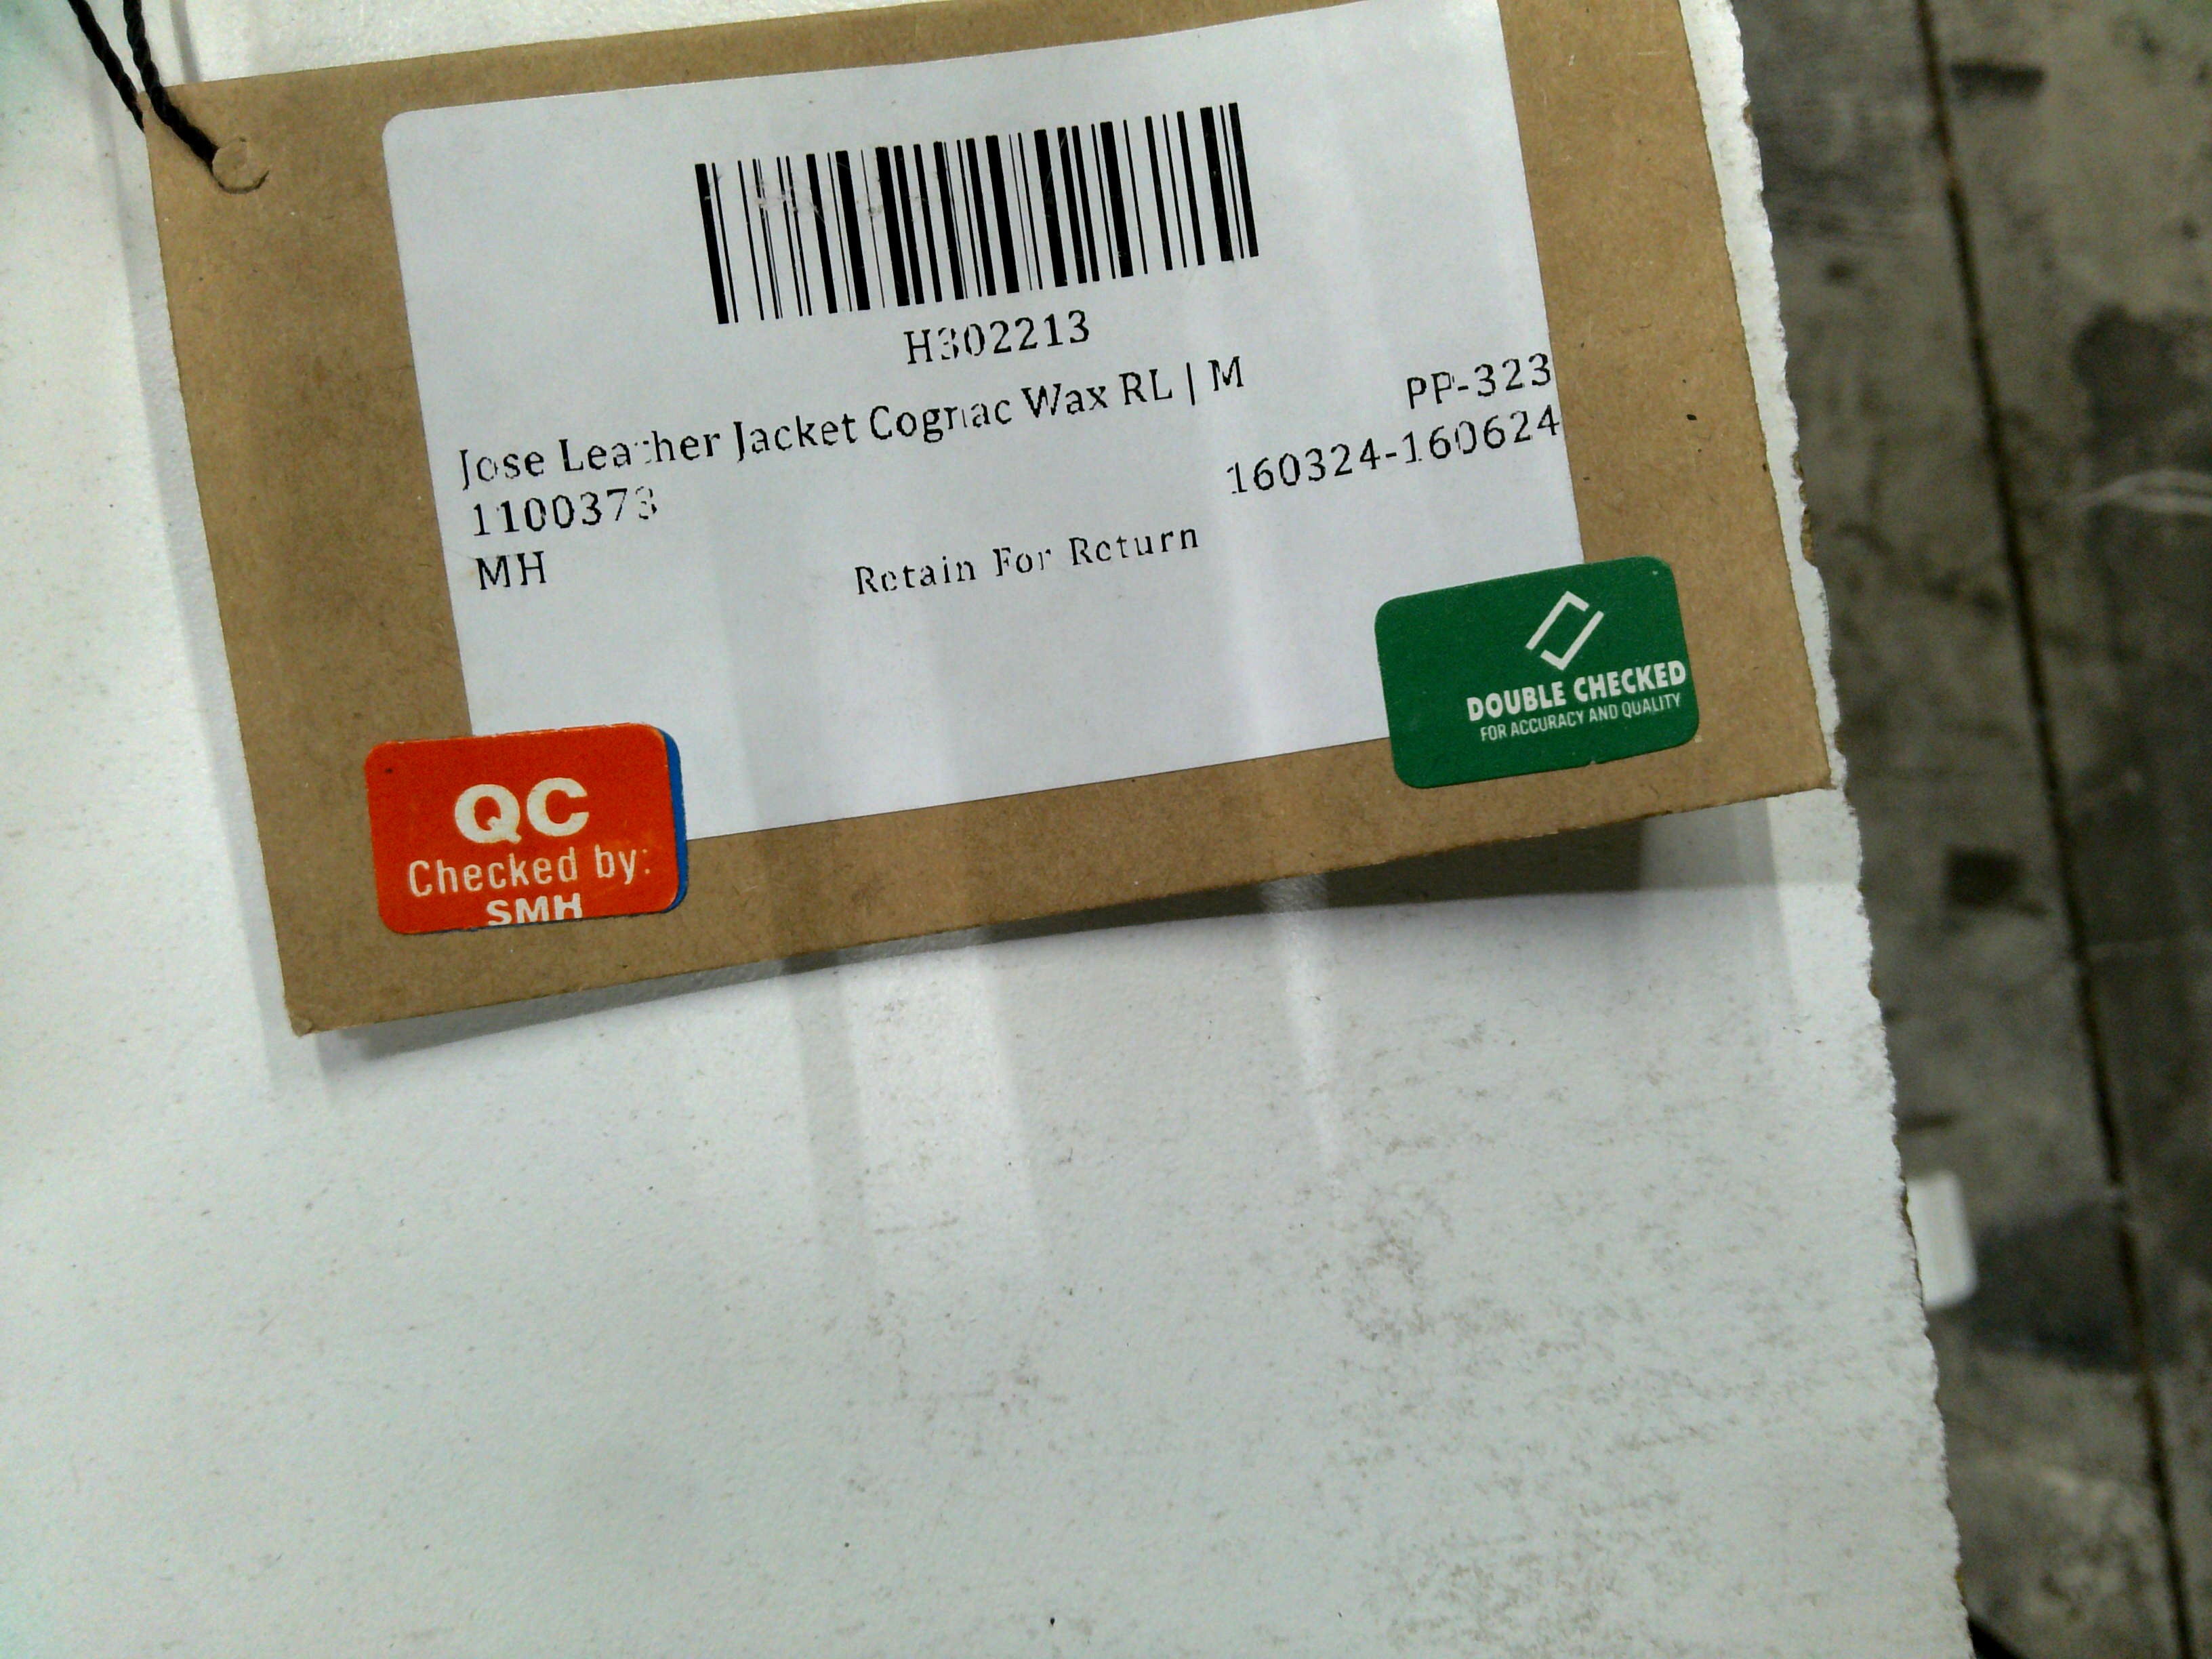 H302213
Jose Leather Jacket Cognac Wax RL | M
PP-323
1100373
160324-160624
MH
Retain For Return
DOUBLE CHECKED
FOR ACCURACY AND QUALITY
QC
Checked by:
SMH